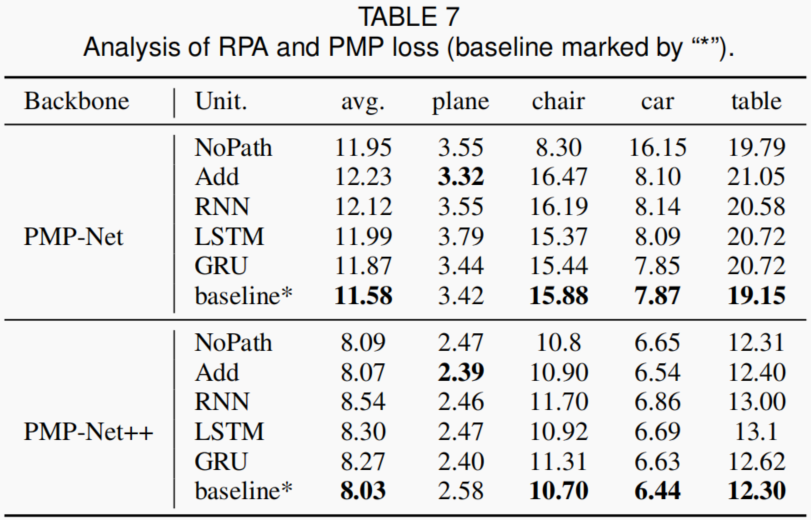 TABLE 7
Analysis of RPA and PMP loss (baseline marked by “*”).
Backbone Unit. avg. plane chair car table
NoPath 11.95 3.55 8.30 16.15 19.79
Add 12.23 3.32 16.47 8.10 21.05
RNN 12.12 3.55 16.19 8.14 20.58
PMP-Net LSTM 11.99 3.79 15.37 8.09 20.72
GRU 11.87 3.44 15.44 7.85 20.72
baseline* 11.58 3.42 15.88 7.87 19.15
NoPath 8.09 2.47 10.8 6.65 12.31
Add 8.07 2.39 10.90 6.54 12.40
RNN 8.54 2.46 11.70 6.86 13.00
PMP-Net++ LSTM 8.30 2.47 10.92 6.69 13.1
GRU 8.27 2.40 11.31 6.63 12.62
baseline* 8.03 2.58 10.70 6.44 12.30